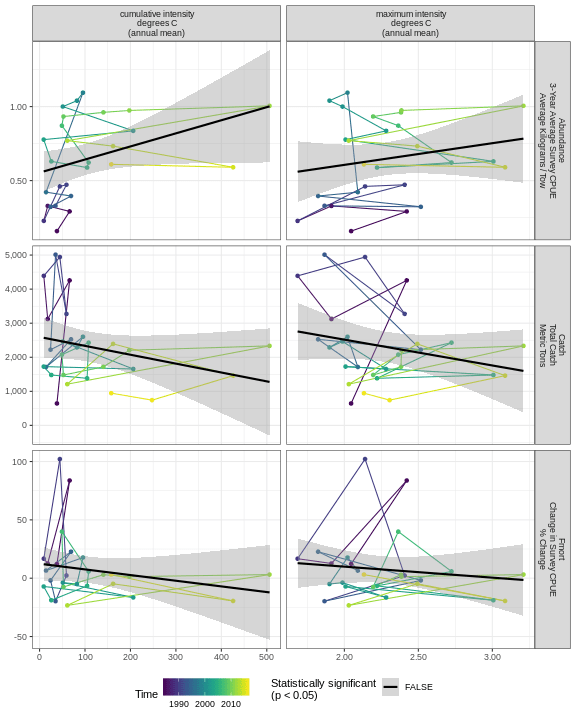 cumulative intensity
degrees C
(annual mean)
maximum intensity
degrees C
(annual mean)
1.00
0.50
Abundance
3-Year Average Survey CPUE
Average Kilograms / Tow
5,000
4,000
3,000
2,000
1,000
0
Catch
Total Catch
Metric Tons
100
50
0
-50
Fmort
Change in Survey CPUE
% Change
0 100 200 300 400 500
2.00 2.50 3.00
Time
1990 2000 2010
Statistically significant
(p < 0.05)
FALSE